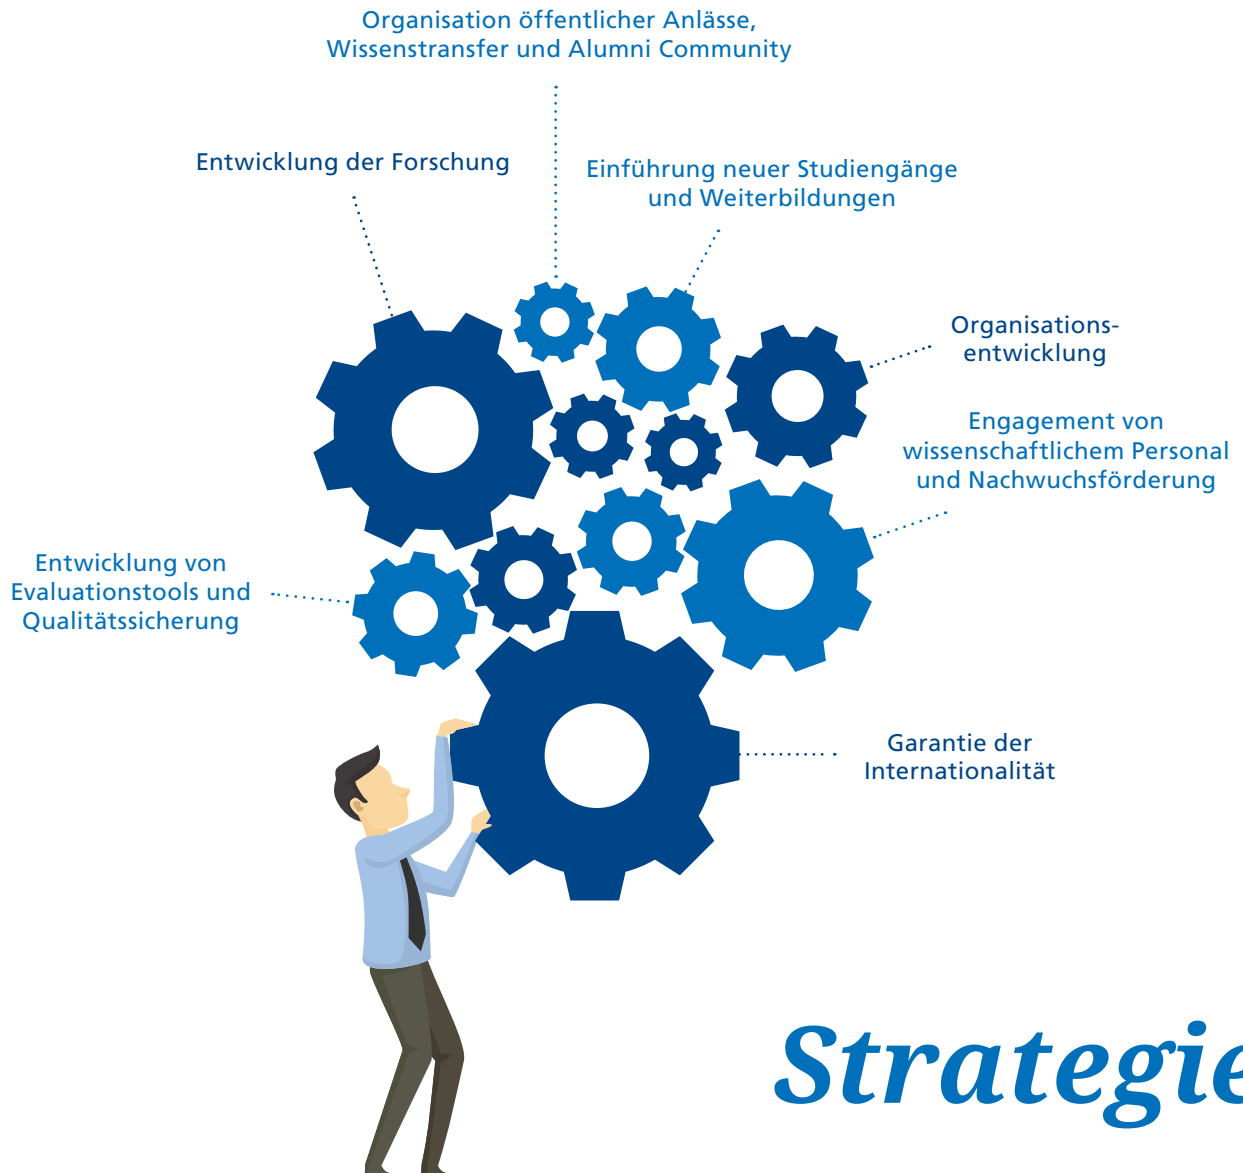 Organisation öffentlicher Anlässe,
Wissenstransfer und Alumni Community
Entwicklung der Forschung
Einführung neuer Studiengänge
und Weiterbildungen
Organisations-
entwicklung
Engagement von
wissenschaftlichem Personal
und Nachwuchsförderung
Entwicklung von
Evaluationstools und
Qualitätssicherung
Garantie der
Internationalität
Strategie